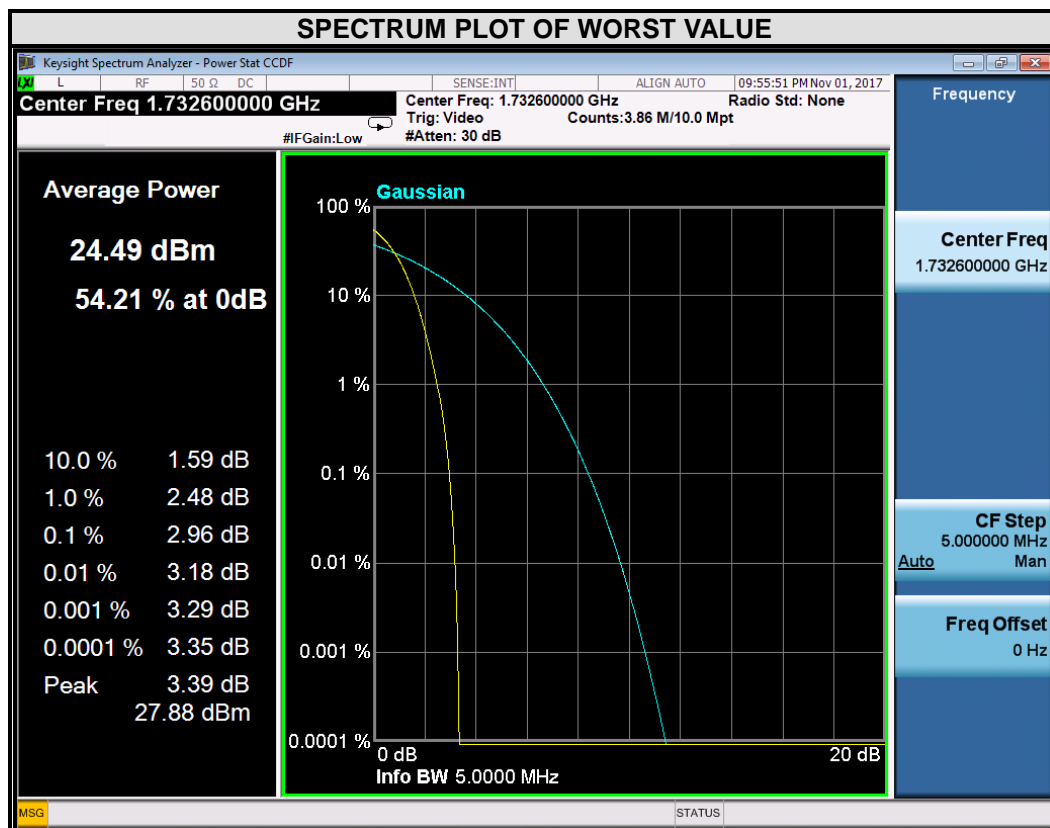 SPECTRUM PLOT OF WORST VALUE
Keysight Spectrum Analyzer - Power Stat CCDF
LXI L RF 50 Ω DC SENSE:INT ALIGN AUTO 09:55:51 PM Nov 01, 2017
Center Freq 1.732600000 GHz
#IFGain:Low
Center Freq: 1.732600000 GHz Radio Std: None
Trig: Video Counts:3.86 M/10.0 Mpt
#Atten: 30 dB
Average Power
24.49 dBm
54.21 % at 0dB
10.0 % 1.59 dB
1.0 % 2.48 dB
0.1 % 2.96 dB
0.01 % 3.18 dB
0.001 % 3.29 dB
0.0001 % 3.35 dB
Peak 3.39 dB
27.88 dBm
Gaussian
100 %
10 %
1 %
0.1 %
0.01 %
0.001 %
0.0001 %
0 dB 20 dB
Info BW 5.0000 MHz
Frequency
Center Freq
1.732600000 GHz
CF Step
5.000000 MHz
Auto Man
Freq Offset
0 Hz
MSG STATUS